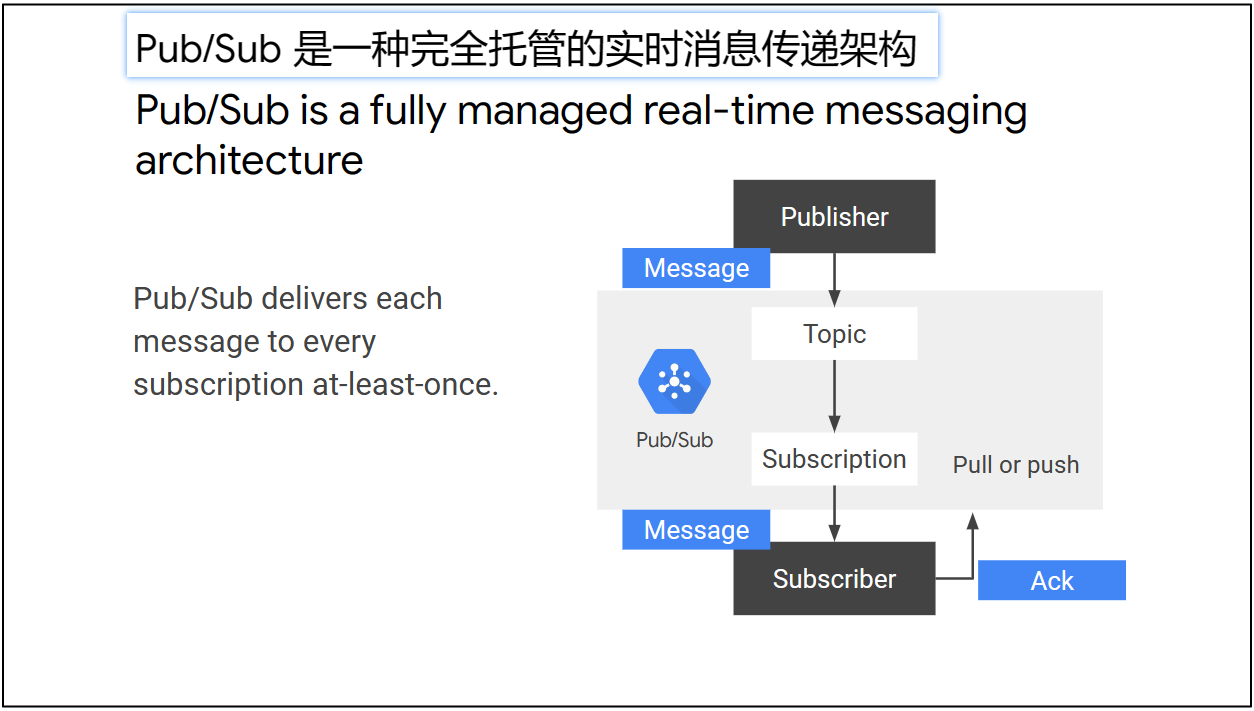 Pub/Sub 是一种完全托管的实时消息传递架构
Pub/Sub is a fully managed real-time messaging
architecture
Publisher
Message
Pub/Sub delivers each
message to every
subscription at-least-once.
Topic
Pub/Sub
Subscription
Pull or push
Message
Subscriber
Ack